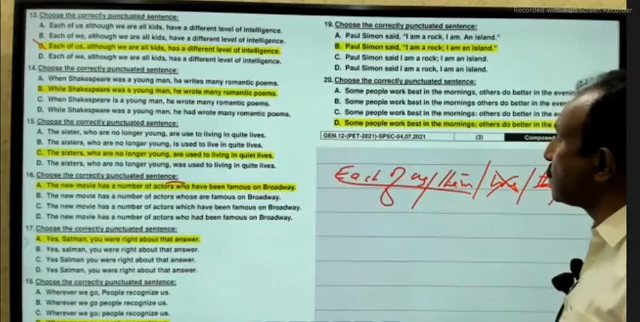 13. Choose the correctly punctuated sentence:
A. Each of us although we are all kids, have a different level of intelligence.
B. Each of we, although we are all kids, have a different level of intelligence.
C. Each of us, although we are all kids, has a different level of intelligence.
D. Each of we, although we are all kids, has a different level of intelligence.
14. Choose the correctly punctuated sentence:
A. When Shakespeare was a young man, he writes many romantic poems.
B. While Shakespeare was a young man, he wrote many romantic poems.
C. When Shakespeare is a young man, he wrote many romantic poems.
D. While Shakespeare was a young man, he had wrote many romantic poems.
15. Choose the correctly punctuated sentence:
A. The sister, who are no longer young, are use to living in quite lives.
B. The sisters, who are no longer young, is used to live in quite lives.
C. The sisters, who are no longer young, are used to living in quiet lives.
D. The sisters, who are no longer young, was used to living in quite lives.
16. Choose the correctly punctuated sentence:
A. The new movie has a number of actors who have been famous on Broadway.
B. The new movie has a number of actors whose are famous on Broadway.
C. The new movie has a number of actors which have been famous on Broadway.
D. The new movie has a number of actors who had been famous on Broadway.
17. Choose the correctly punctuated sentence:
A. Yes, Salman, you were right about that answer.
B. Yes, salman, you were right about that answer.
C. Yes Salman you were right about that answer.
D. Yes Salman, you were right about that answer.
18. Choose the correctly punctuated sentence:
A. Wherever we go, People recognize us.
B. Wherever we go people recognize us.
C. Wherever we go; people recognize us.
19. Choose the correctly punctuated sentence:
A. Paul Simon said, "I am a rock, I am. An island."
B. Paul Simon said, "I am a rock; I am an island."
C. Paul Simon said I am a rock; I am an island.
D. Paul Simon said I am a rock, I am an island.
20. Choose the correctly punctuated sentence:
A. Some people work best in the mornings, others do better in the
B. Some people work best in the mornings others do better in the even
C. Some people work best in the mornings; others do better in the
D. Some people work best in the mornings; others do better in the
GEN.12-(PET-2021)-SPSC-04,07,2021 (3) Composed
Each of us/them/
Recorded with
Screen Recorder